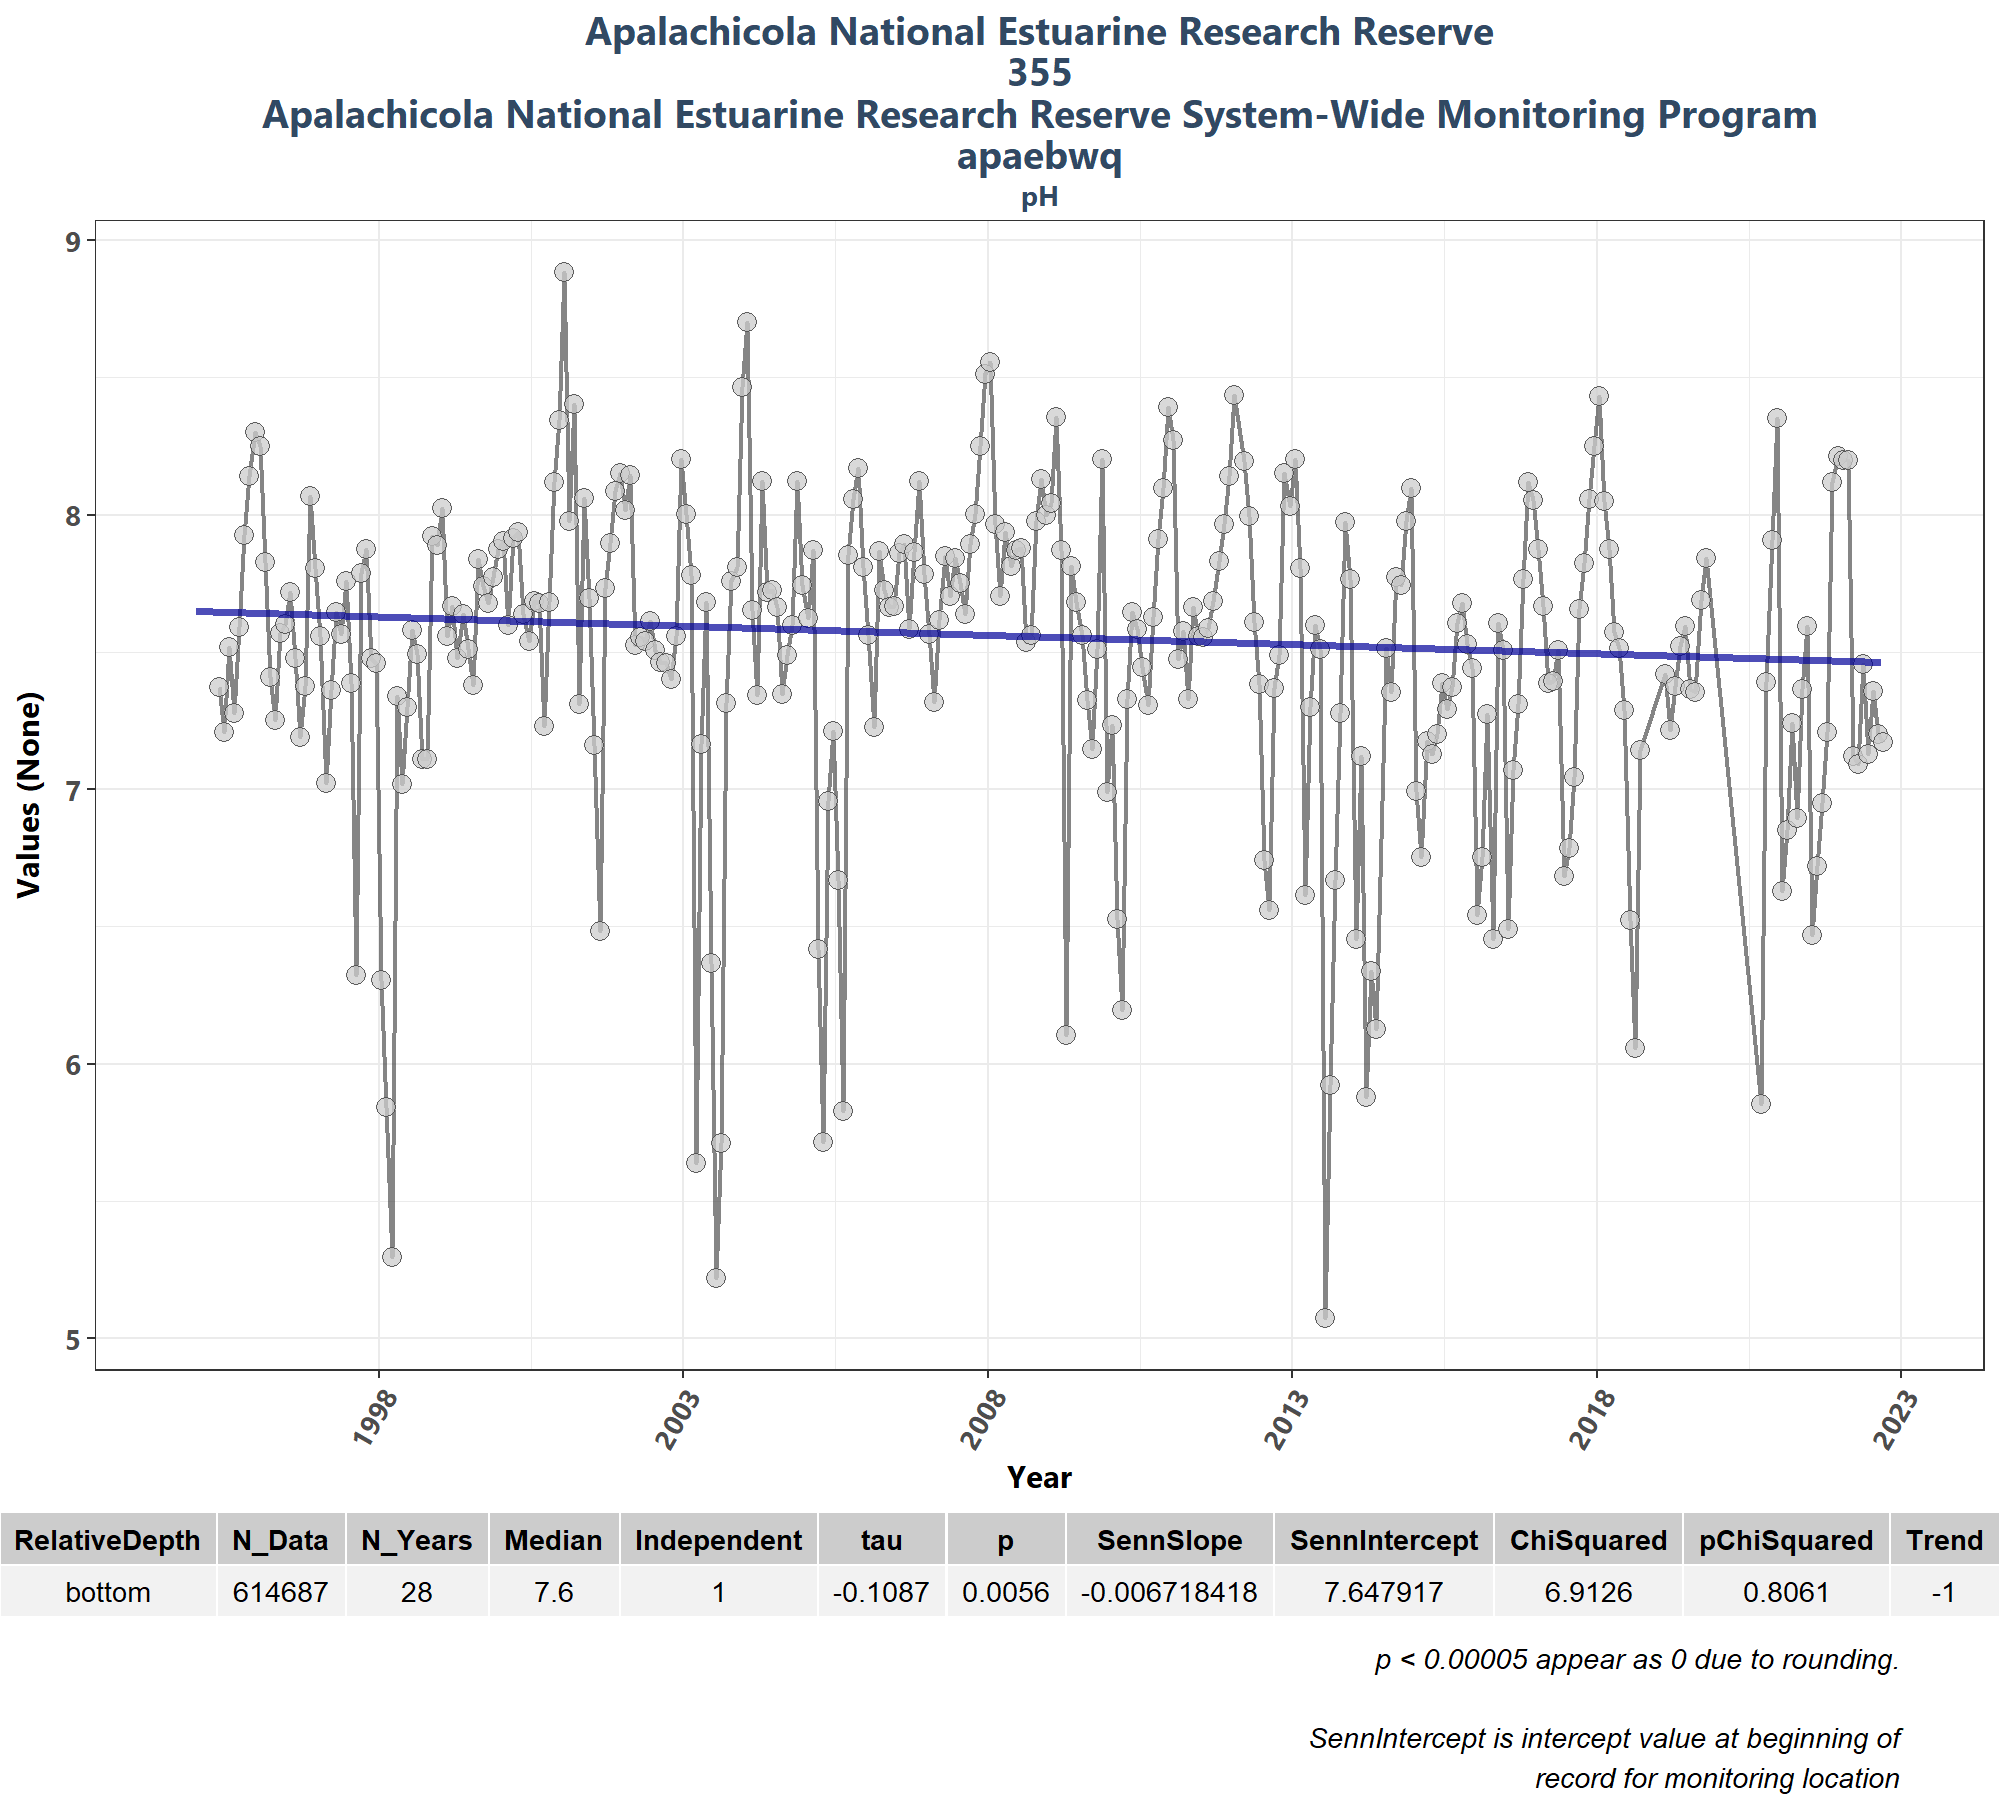 Apalachicola National Estuarine Research Reserve
355
Apalachicola National Estuarine Research Reserve System-Wide Monitoring Program
apaebwq
pH
Values (None)
9
8
7
6
5
1998 2003 2008 2013 2018 2023
Year
RelativeDepth N_Data N_Years Median Independent tau p SennSlope SennIntercept ChiSquared pChiSquared Trend
bottom 614687 28 7.6 1 -0.1087 0.0056 -0.006718418 7.647917 6.9126 0.8061 -1
p < 0.00005 appear as 0 due to rounding.
SennIntercept is intercept value at beginning of
record for monitoring location